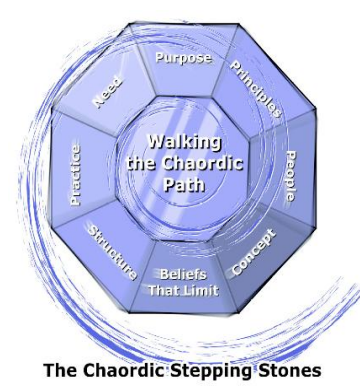 Purpose
Principles
People
Concept
Beliefs
That Limit
Structure
Practice
Need
Walking
the Chaordic
Path
The Chaordic Stepping Stones